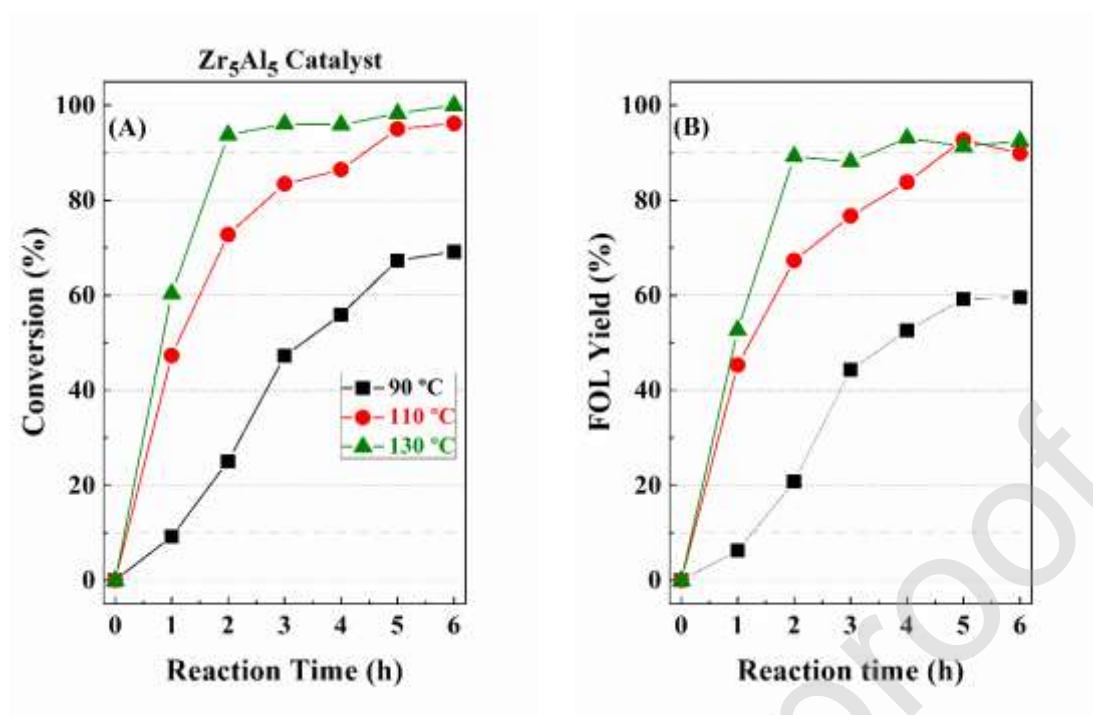 Zr5Al5 Catalyst
(A)
100
80
60
40
20
0
Conversion (%)
90 °C
110 °C
130 °C
0 1 2 3 4 5 6
Reaction Time (h)
(B)
100
80
60
40
20
0
FOL Yield (%)
0 1 2 3 4 5 6
Reaction time (h)
proof